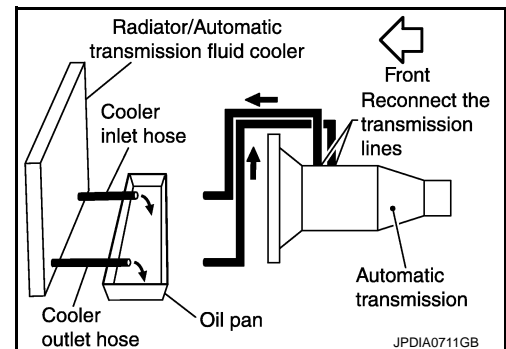 Radiator/Automatic
transmission fluid cooler
Front
Cooler
inlet hose
Reconnect the
transmission
lines
Automatic
transmission
Oil pan
Cooler
outlet hose
JPDIA0711GB